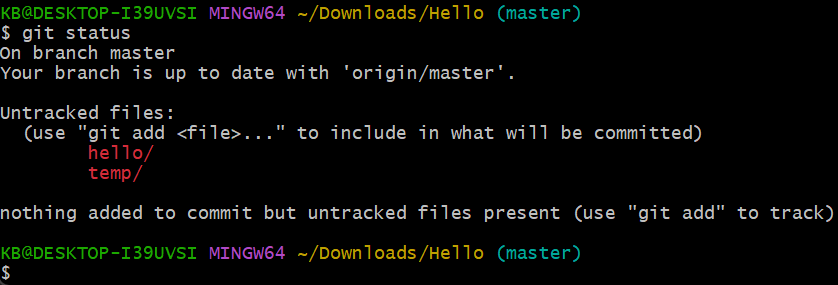 KB@DESKTOP-I39UVSI MINGW64 ~/Downloads/Hello (master)
$ git status
On branch master
Your branch is up to date with 'origin/master'.
Untracked files:
(use "git add <file>..." to include in what will be committed)
hello/
temp/
nothing added to commit but untracked files present (use "git add" to track)
KB@DESKTOP-I39UVSI MINGW64 ~/Downloads/Hello (master)
$